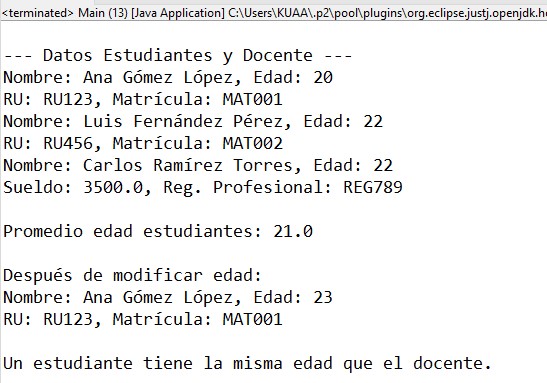 <terminated> Main (13) [Java Application] C:\Users\KUAA\.p2\pool\plugins\org.eclipse.justj.openjdk.h
--- Datos Estudiantes y Docente ---
Nombre: Ana Gómez López, Edad: 20
RU: RU123, Matrícula: MAT001
Nombre: Luis Fernández Pérez, Edad: 22
RU: RU456, Matrícula: MAT002
Nombre: Carlos Ramírez Torres, Edad: 22
Sueldo: 3500.0, Reg. Profesional: REG789
Promedio edad estudiantes: 21.0
Después de modificar edad:
Nombre: Ana Gómez López, Edad: 23
RU: RU123, Matrícula: MAT001
Un estudiante tiene la misma edad que el docente.